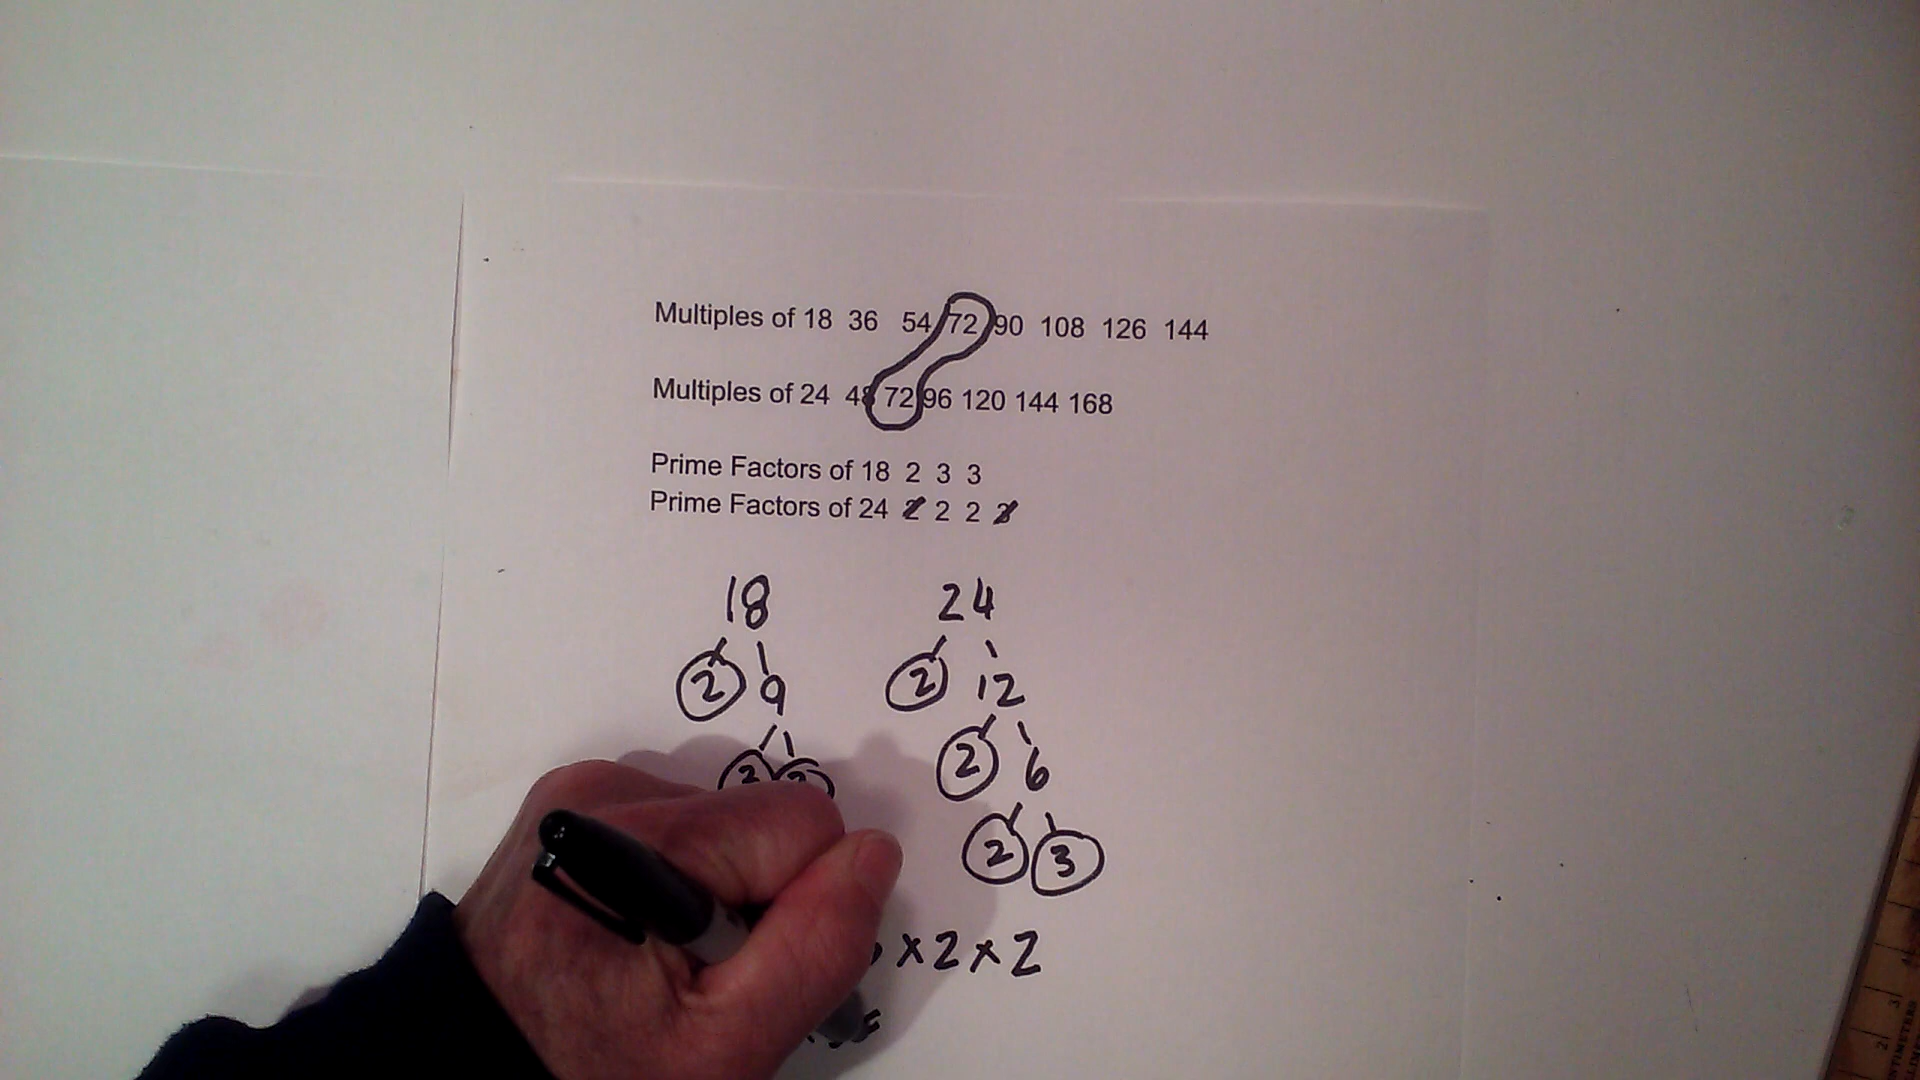 Multiples of 18 36 54 72 90 108 126 144
Multiples of 24 48 72 96 120 144 168
Prime Factors of 18 2 3 3
Prime Factors of 24 2 2 2 3
18 24
2 9 2 12
2 6
2 3
x 2 x 2